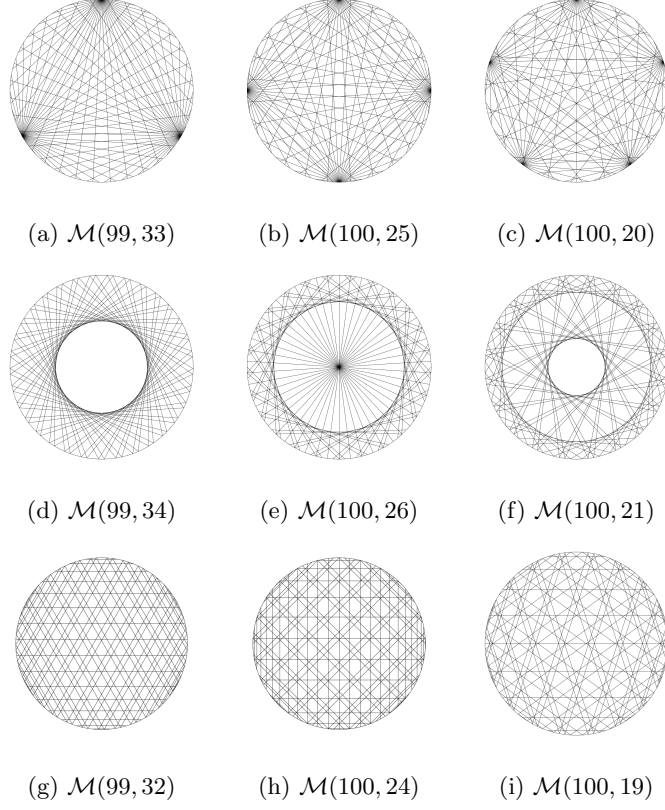 (a) ℳ(99, 33) (b) ℳ(100, 25) (c) ℳ(100, 20)
(d) ℳ(99, 34) (e) ℳ(100, 26) (f) ℳ(100, 21)
(g) ℳ(99, 32) (h) ℳ(100, 24) (i) ℳ(100, 19)